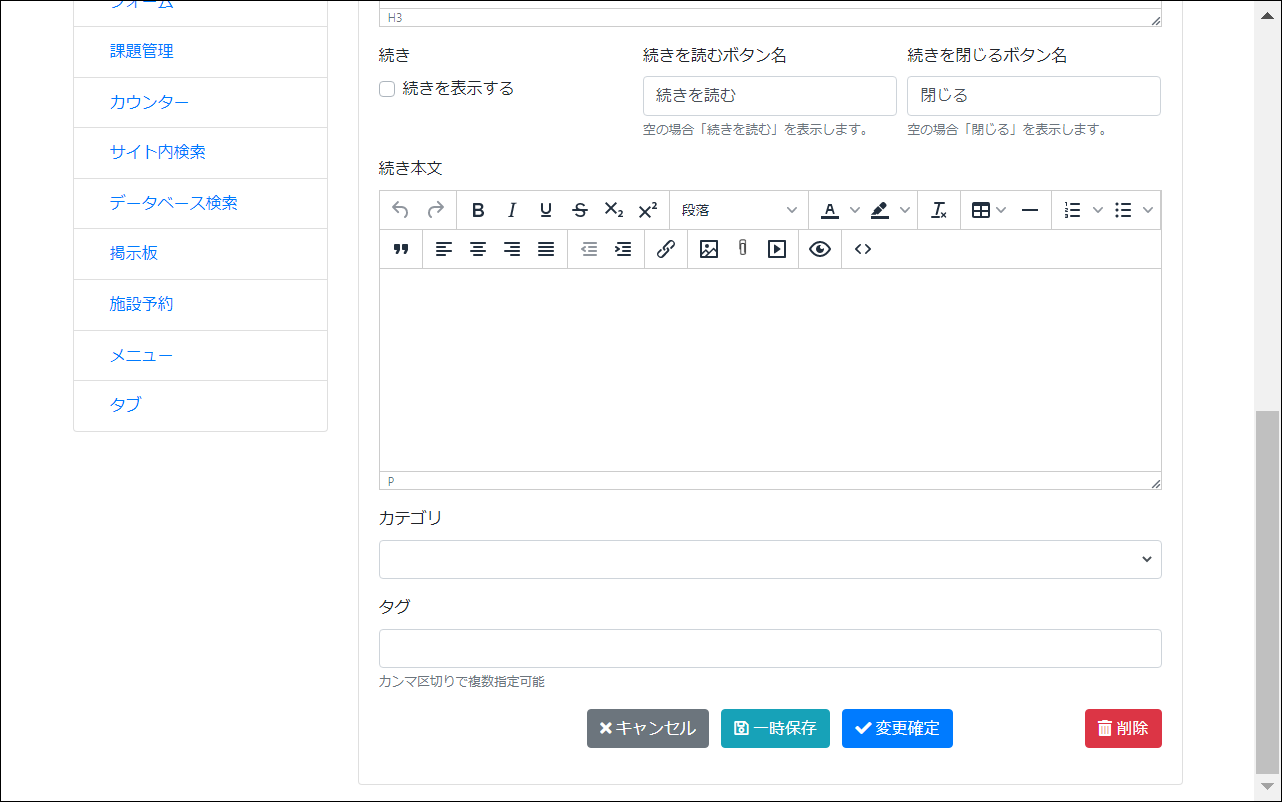 フォーム
課題管理
カウンター
サイト内検索
データベース検索
掲示板
施設予約
メニュー
タブ
H3
続き
続きを表示する
続きを読むボタン名
続きを読む
空の場合「続きを読む」を表示します。
続きを閉じるボタン名
閉じる
空の場合「閉じる」を表示します。
続き本文
段落
P
カテゴリ
タグ
カンマ区切りで複数指定可能
キャンセル
一時保存
変更確定
削除